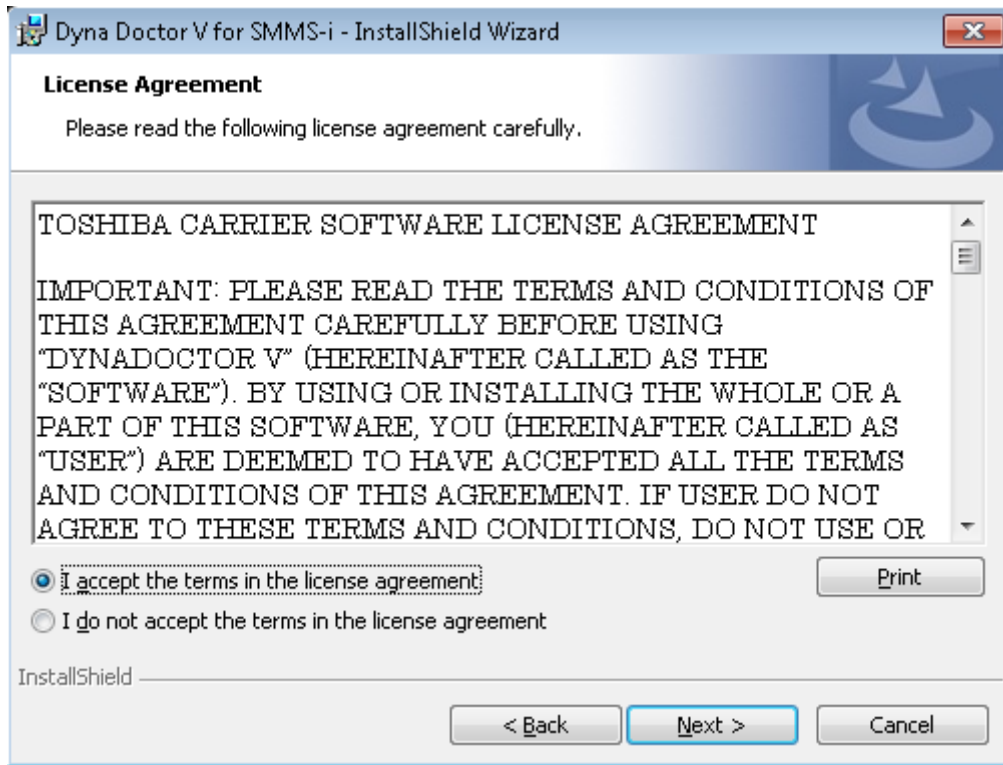 Dyna Doctor V for SMMS-i - InstallShield Wizard
License Agreement
Please read the following license agreement carefully.
TOSHIBA CARRIER SOFTWARE LICENSE AGREEMENT
IMPORTANT: PLEASE READ THE TERMS AND CONDITIONS OF
THIS AGREEMENT CAREFULLY BEFORE USING
“DYNADOCTOR V” (HEREINAFTER CALLED AS THE
“SOFTWARE”). BY USING OR INSTALLING THE WHOLE OR A
PART OF THIS SOFTWARE, YOU (HEREINAFTER CALLED AS
“USER”) ARE DEEMED TO HAVE ACCEPTED ALL THE TERMS
AND CONDITIONS OF THIS AGREEMENT. IF USER DO NOT
AGREE TO THESE TERMS AND CONDITIONS, DO NOT USE OR
I accept the terms in the license agreement
Print
I do not accept the terms in the license agreement
InstallShield
< Back
Next >
Cancel